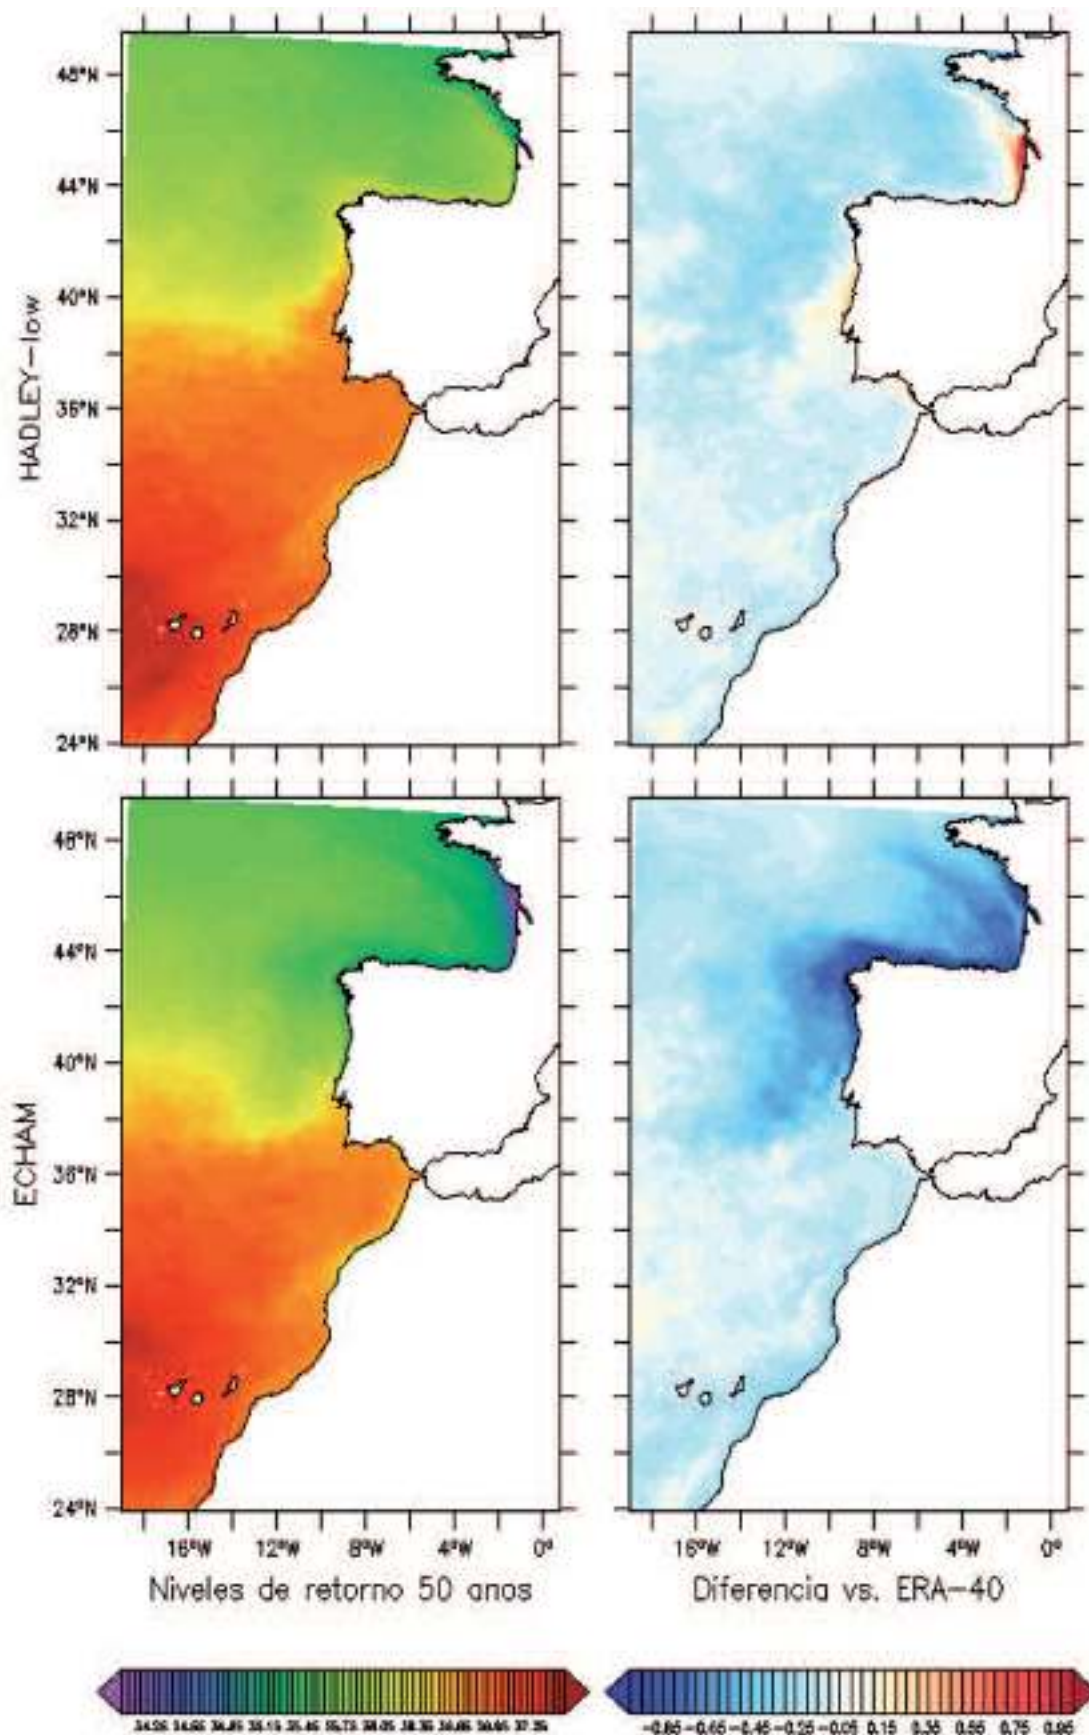 48°N
44°N
40°N
36°N
32°N
28°N
24°N
HADLEY-low
48°N
44°N
40°N
36°N
32°N
28°N
24°N
ECHAM
16°W 12°W 8°W 4°W 0°
16°W 12°W 8°W 4°W 0°
Niveles de retorno 50 anos
Diferencia vs. ERA-40
-0.85 -0.65 -0.45 -0.25 -0.05 0.15 0.35 0.55 0.75 0.95